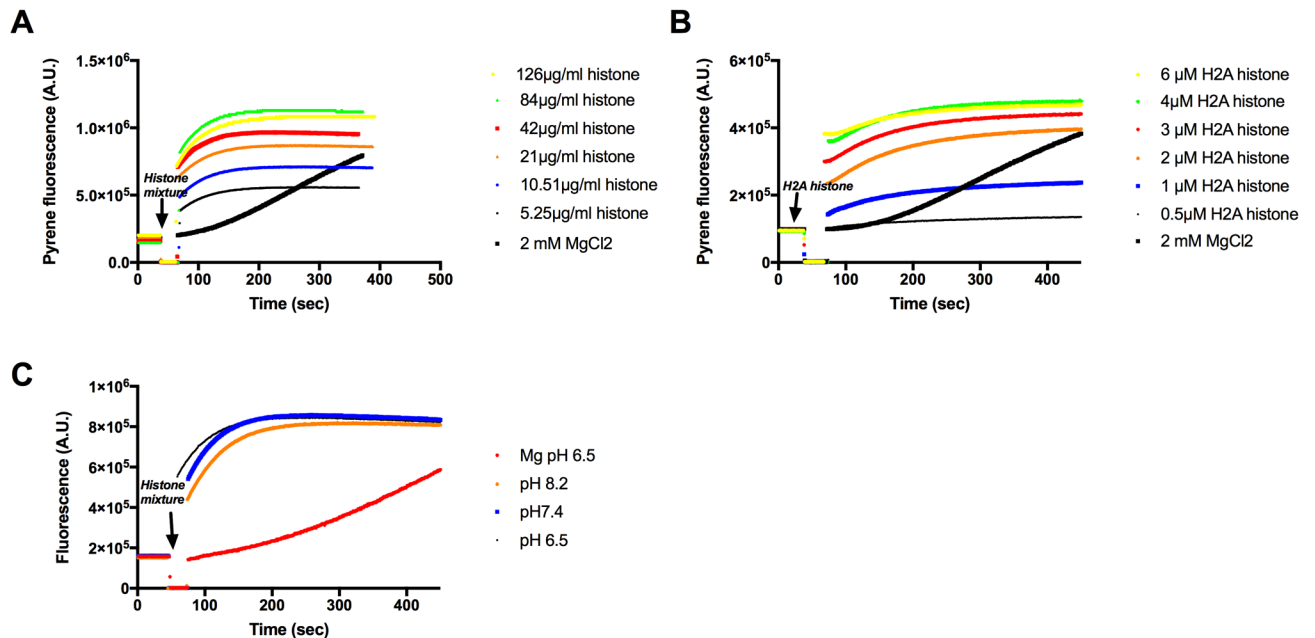 A
Pyrene fluorescence (A.U.)
1.5×10⁶
1.0×10⁶
5.0×10⁵
0.0
Histone
mixture
0
100
200
300
400
500
Time (sec)
126µg/ml histone
84µg/ml histone
42µg/ml histone
21µg/ml histone
10.51µg/ml histone
5.25µg/ml histone
2 mM MgCl2
B
Pyrene fluorescence (A.U.)
6×10⁵
4×10⁵
2×10⁵
0
H2A histone
0
100
200
300
400
Time (sec)
6 µM H2A histone
4µM H2A histone
3 µM H2A histone
2 µM H2A histone
1 µM H2A histone
0.5µM H2A histone
2 mM MgCl2
C
Fluorescence (A.U.)
1×10⁶
8×10⁵
6×10⁵
4×10⁵
2×10⁵
0
Histone
mixture
0
100
200
300
400
Time (sec)
Mg pH 6.5
pH 8.2
pH7.4
pH 6.5